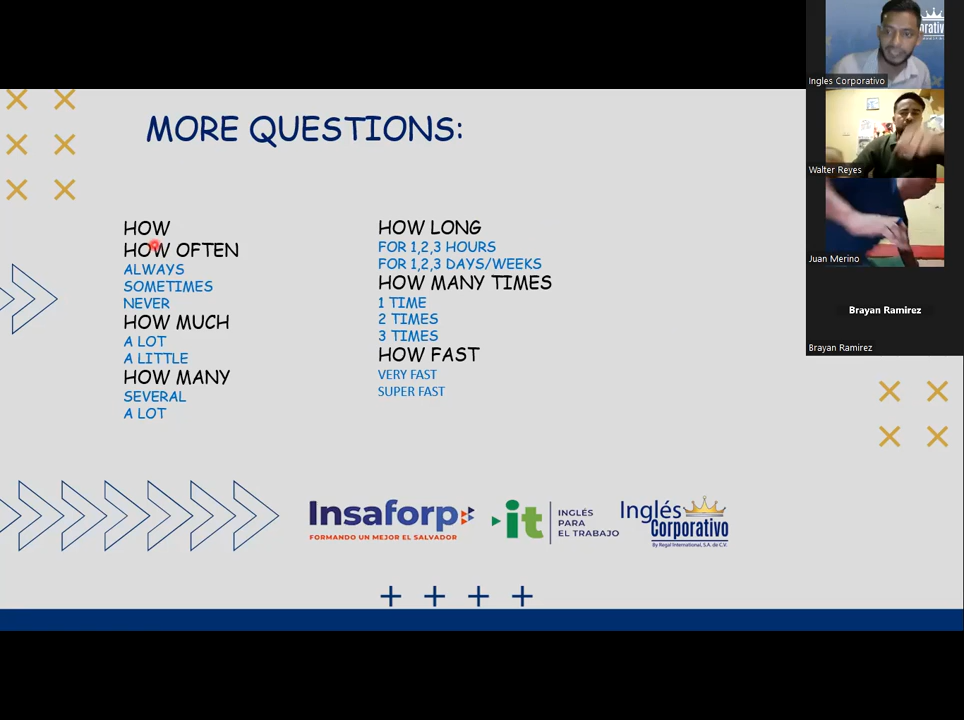 MORE QUESTIONS:
HOW
HOW OFTEN
ALWAYS
SOMETIMES
NEVER
HOW MUCH
A LOT
A LITTLE
HOW MANY
SEVERAL
A LOT
HOW LONG
FOR 1,2,3 HOURS
FOR 1,2,3 DAYS/WEEKS
HOW MANY TIMES
1 TIME
2 TIMES
3 TIMES
HOW FAST
VERY FAST
SUPER FAST
Insaforp
FORMANDO UN MEJOR EL SALVADOR
it
INGLÉS
PARA
EL TRABAJO
Inglés
Corporativo
By Regal International, S.A. de C.V.
Ingles Corporativo
Walter Reyes
Juan Merino
Brayan Ramirez
Brayan Ramirez